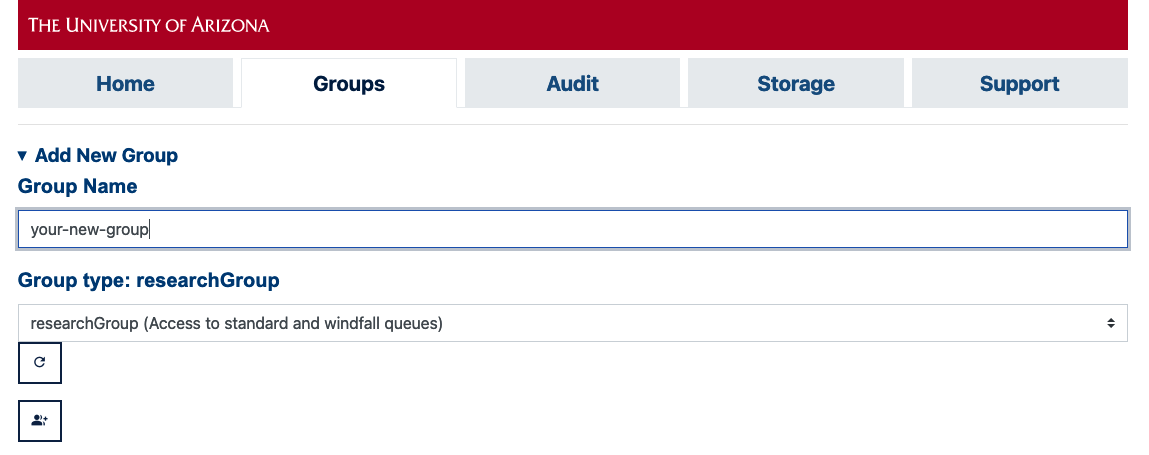 THE UNIVERSITY OF ARIZONA
Home
Groups
Audit
Storage
Support
▼ Add New Group
Group Name
your-new-group
Group type: researchGroup
researchGroup (Access to standard and windfall queues)